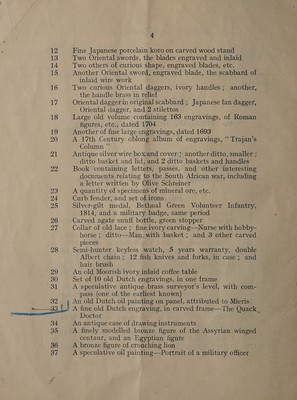 4
12 Fine Japanese porcelain koro on carved wood stand
13 Two Oriental swords, the blades engraved and inlaid
14 Two others of curious shape, engraved blades, etc.
15 Another Oriental sword, engraved blade, the scabbard of
inlaid wire work
16 Two curious Oriental daggers, ivory handles ; another,
the handle brass in relief
17 Oriental dagger in original scabbard ; Japanese fan dagger,
Oriental dagger, and 2 stilettos
18 Large old volume containing 163 engravings, of Roman
figures, etc., dated 1704
19 Another of fine large engravings, dated 1693
20 A 17th Century oblong album of engravings, "Trajan's
Column"
21 Antique silver wire box and cover ; another ditto, smaller ;
ditto basket and lid, and 2 ditto baskets and handles
22 Book containing letters, passes, and other interesting
documents relating to the South African war, including
a letter written by Olive Schreiner
23 A quantity of specimens of mineral ore, etc.
24 Curb fender, and set of irons
25 Silver-gilt medal, Bethnal Green Volunteer Infantry,
1814, and a military badge, same period
26 Carved agate snuff bottle, green stopper
27 Collar of old lace ; fine ivory carving—Nurse with hobby-
horse ; ditto—Man, with basket ; and 3 other carved
pieces
28 Semi-hunter keyless watch, 5 years warranty, double
Albert chain ; 12 fish knives and forks, in case ; and
hair brush
29 An old Moorish ivory inlaid coffee table
30 Set of 10 old Dutch engravings, in one frame
31 A speculative antique brass surveyor's level, with com-
pass (one of the earliest known)
32 An old Dutch oil painting on panel, attributed to Mieris
33 A fine old Dutch engraving, in carved frame—The Quack
Doctor
34 An antique case of drawing instruments
35 A finely modelled bronze figure of the Assyrian winged
centaur, and an Egyptian figure
36 A bronze figure of crouching lion
37 A speculative oil painting—Portrait of a military officer